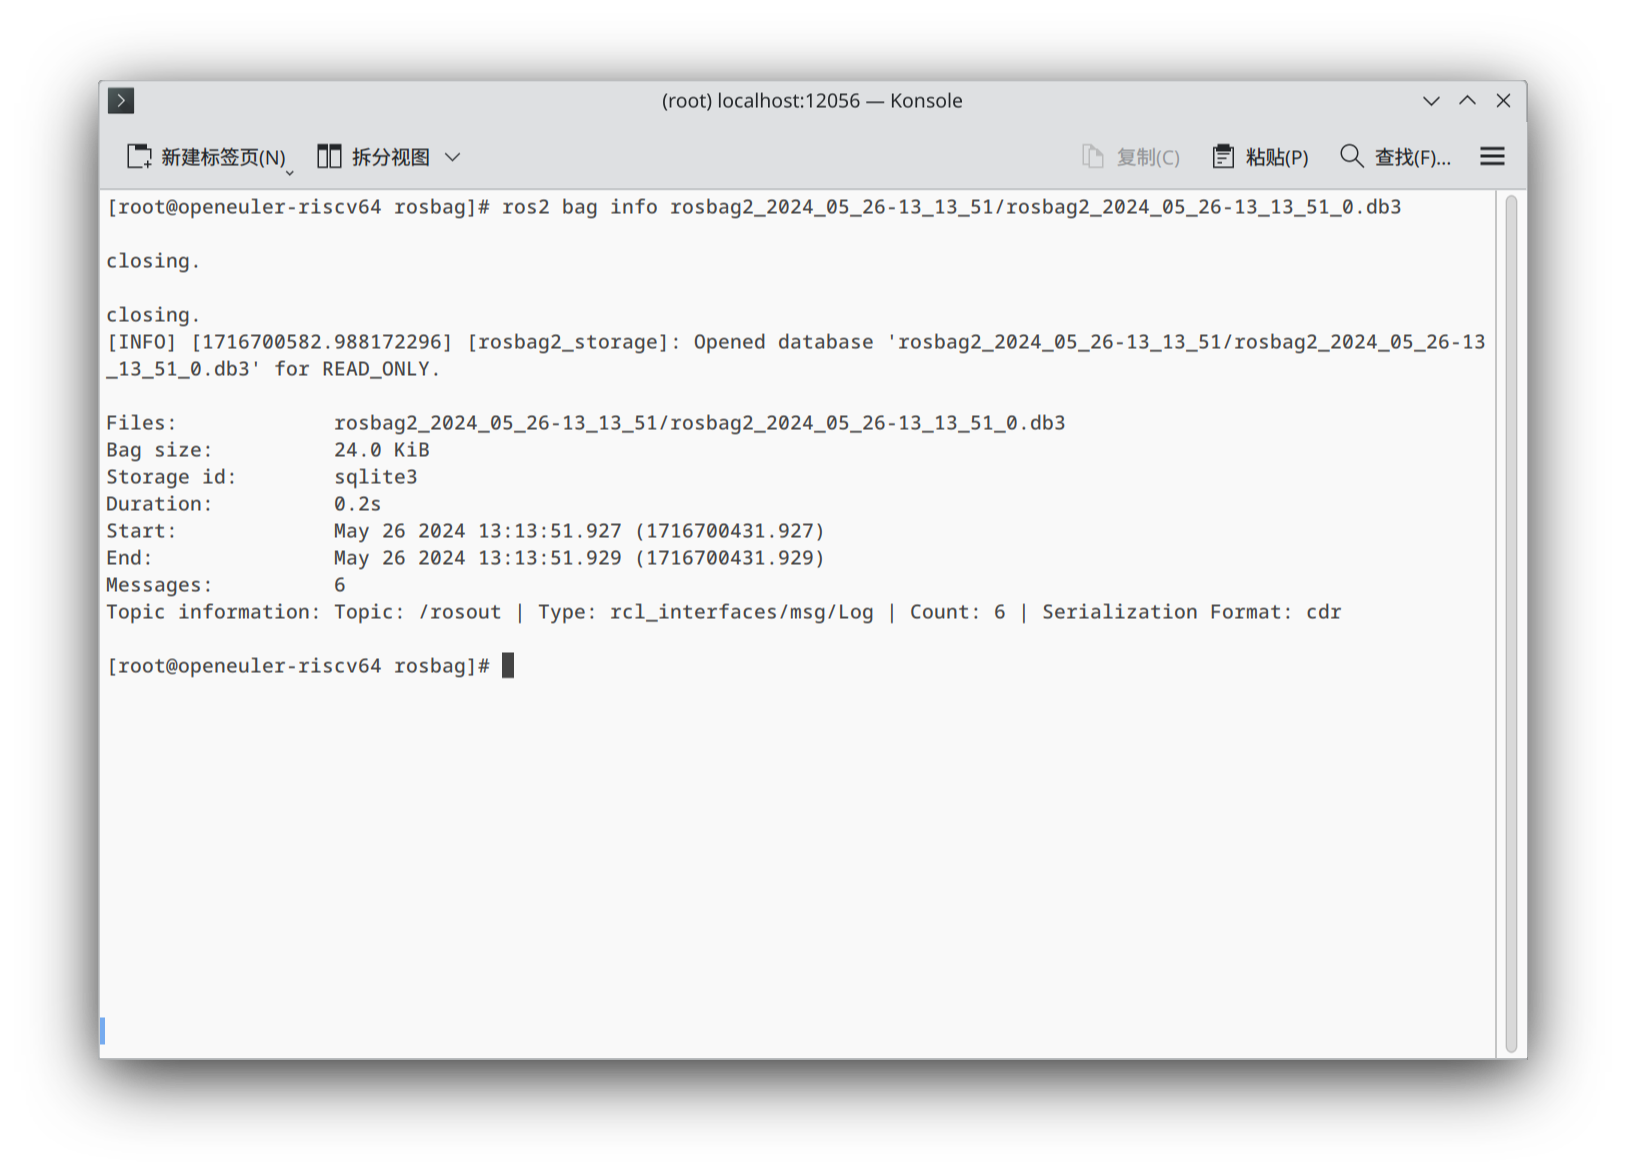 (root) localhost:12056 — Konsole
新建标签页(N) 拆分视图 复制(C) 粘贴(P) 查找(F)...
[root@openeuler-riscv64 rosbag]# ros2 bag info rosbag2_2024_05_26-13_13_51/rosbag2_2024_05_26-13_13_51_0.db3
closing.
closing.
[INFO] [1716700582.988172296] [rosbag2_storage]: Opened database 'rosbag2_2024_05_26-13_13_51/rosbag2_2024_05_26-13
_13_51_0.db3' for READ_ONLY.
Files:             rosbag2_2024_05_26-13_13_51/rosbag2_2024_05_26-13_13_51_0.db3
Bag size:          24.0 KiB
Storage id:        sqlite3
Duration:          0.2s
Start:             May 26 2024 13:13:51.927 (1716700431.927)
End:               May 26 2024 13:13:51.929 (1716700431.929)
Messages:          6
Topic information: Topic: /rosout | Type: rcl_interfaces/msg/Log | Count: 6 | Serialization Format: cdr
[root@openeuler-riscv64 rosbag]#